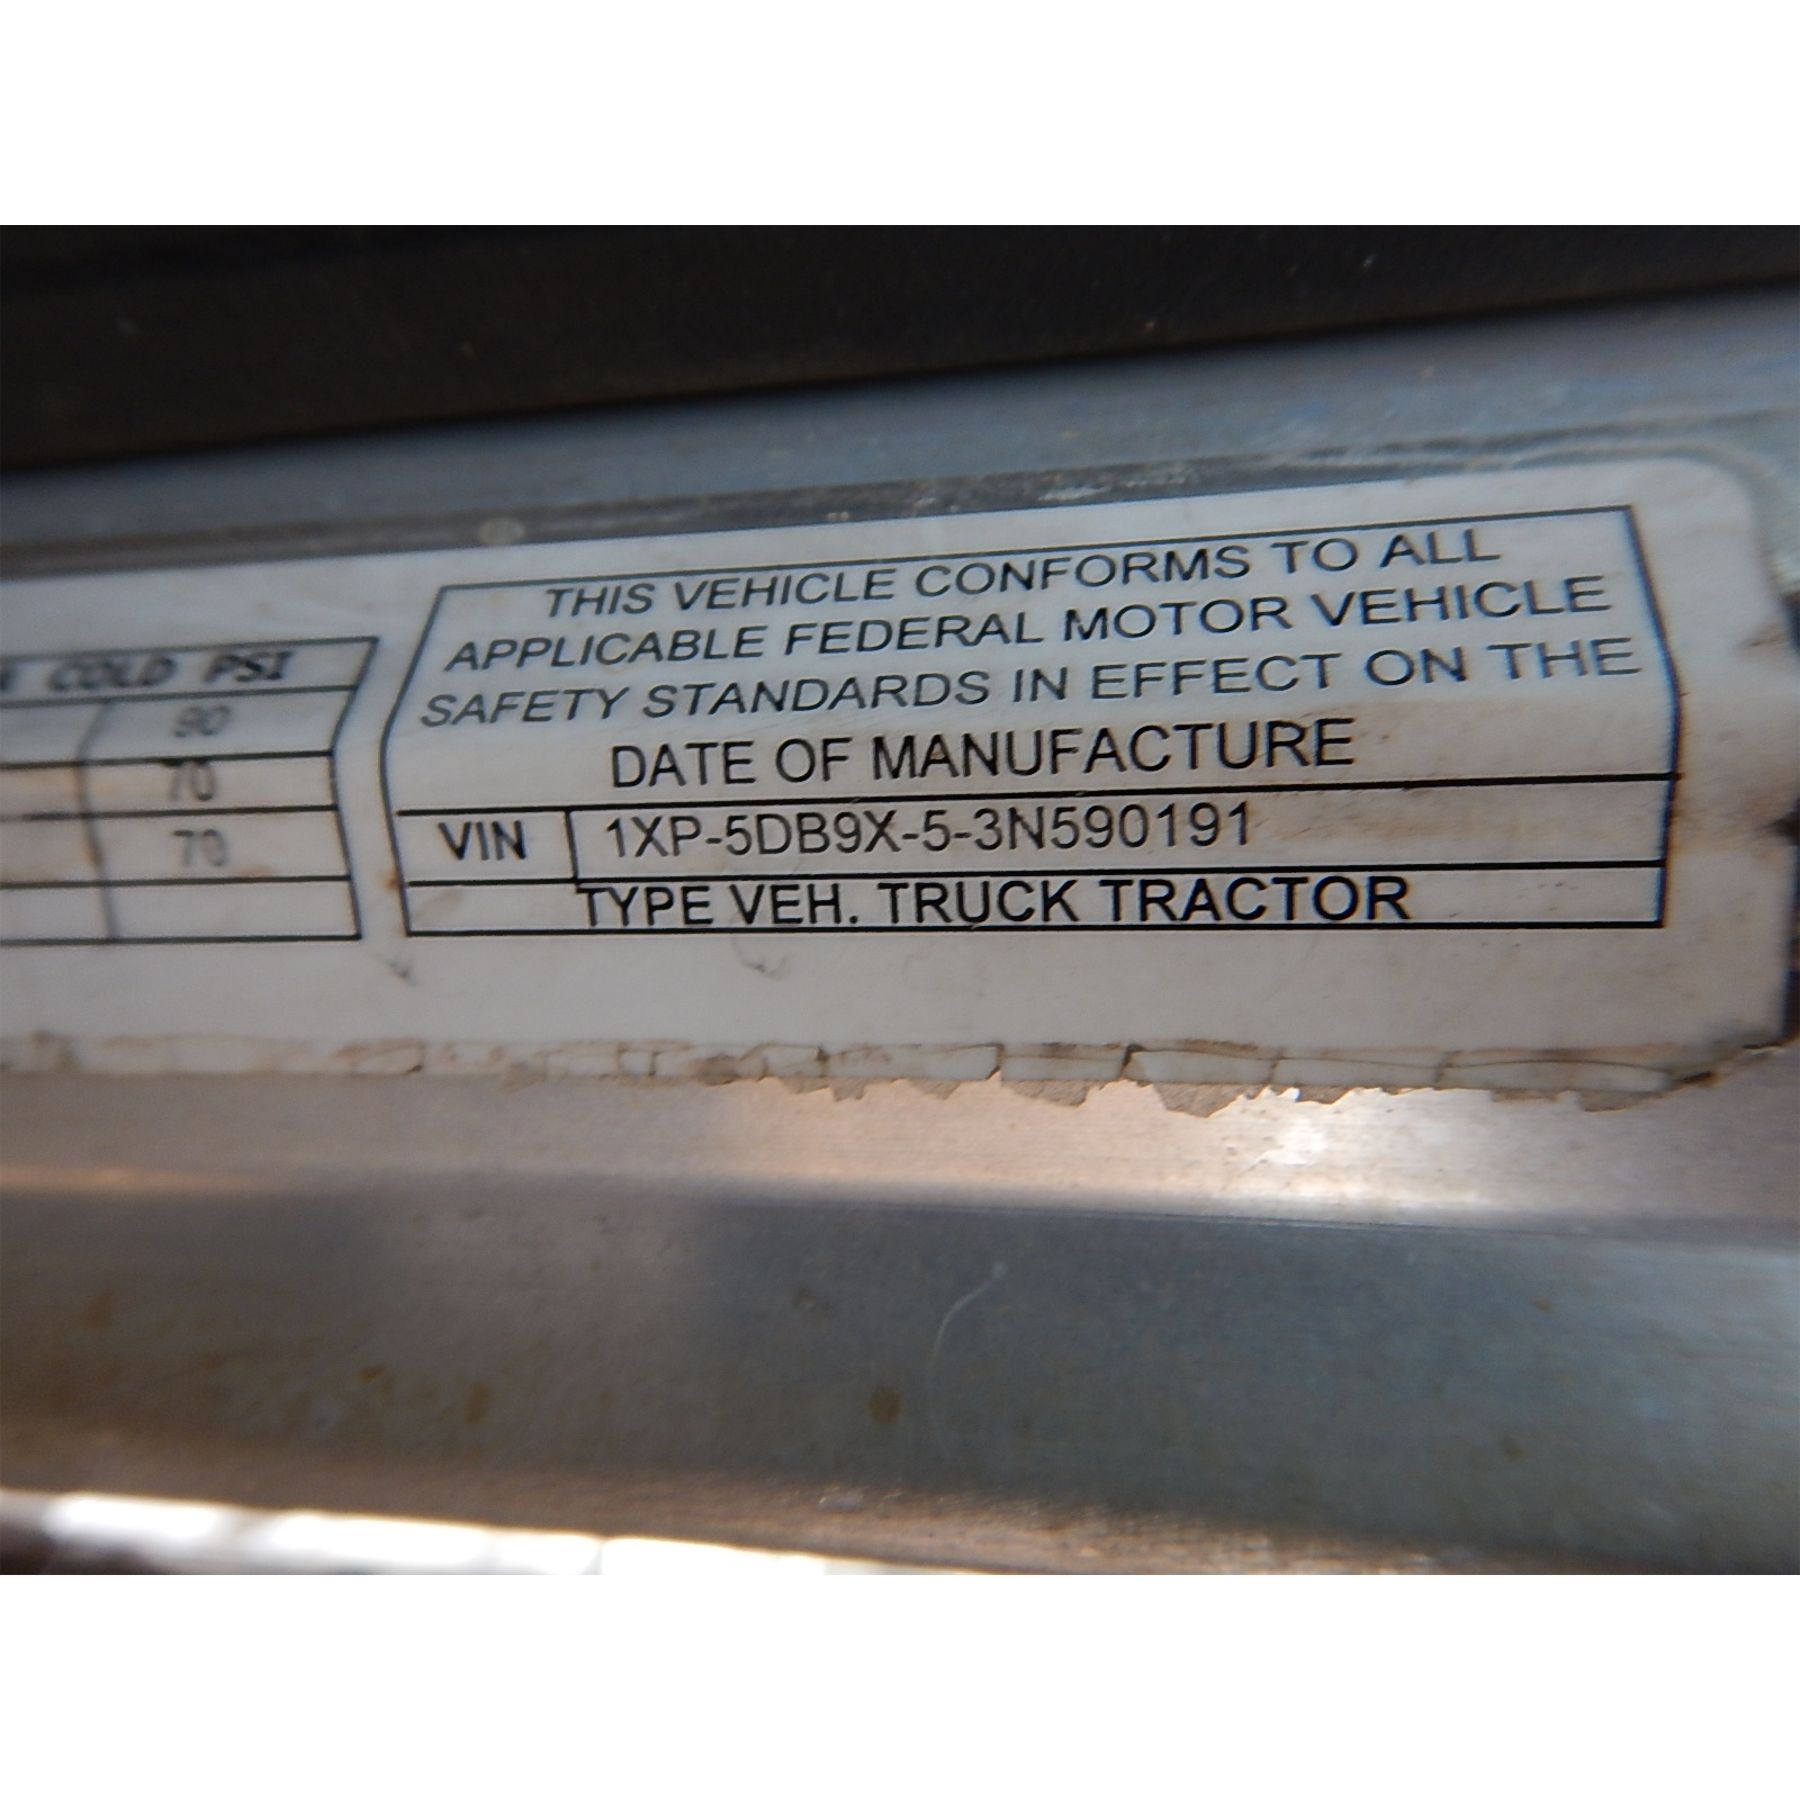 COLD PSI
90
70
70
THIS VEHICLE CONFORMS TO ALL
APPLICABLE FEDERAL MOTOR VEHICLE
SAFETY STANDARDS IN EFFECT ON THE
DATE OF MANUFACTURE
VIN 1XP-5DB9X-5-3N590191
TYPE VEH. TRUCK TRACTOR